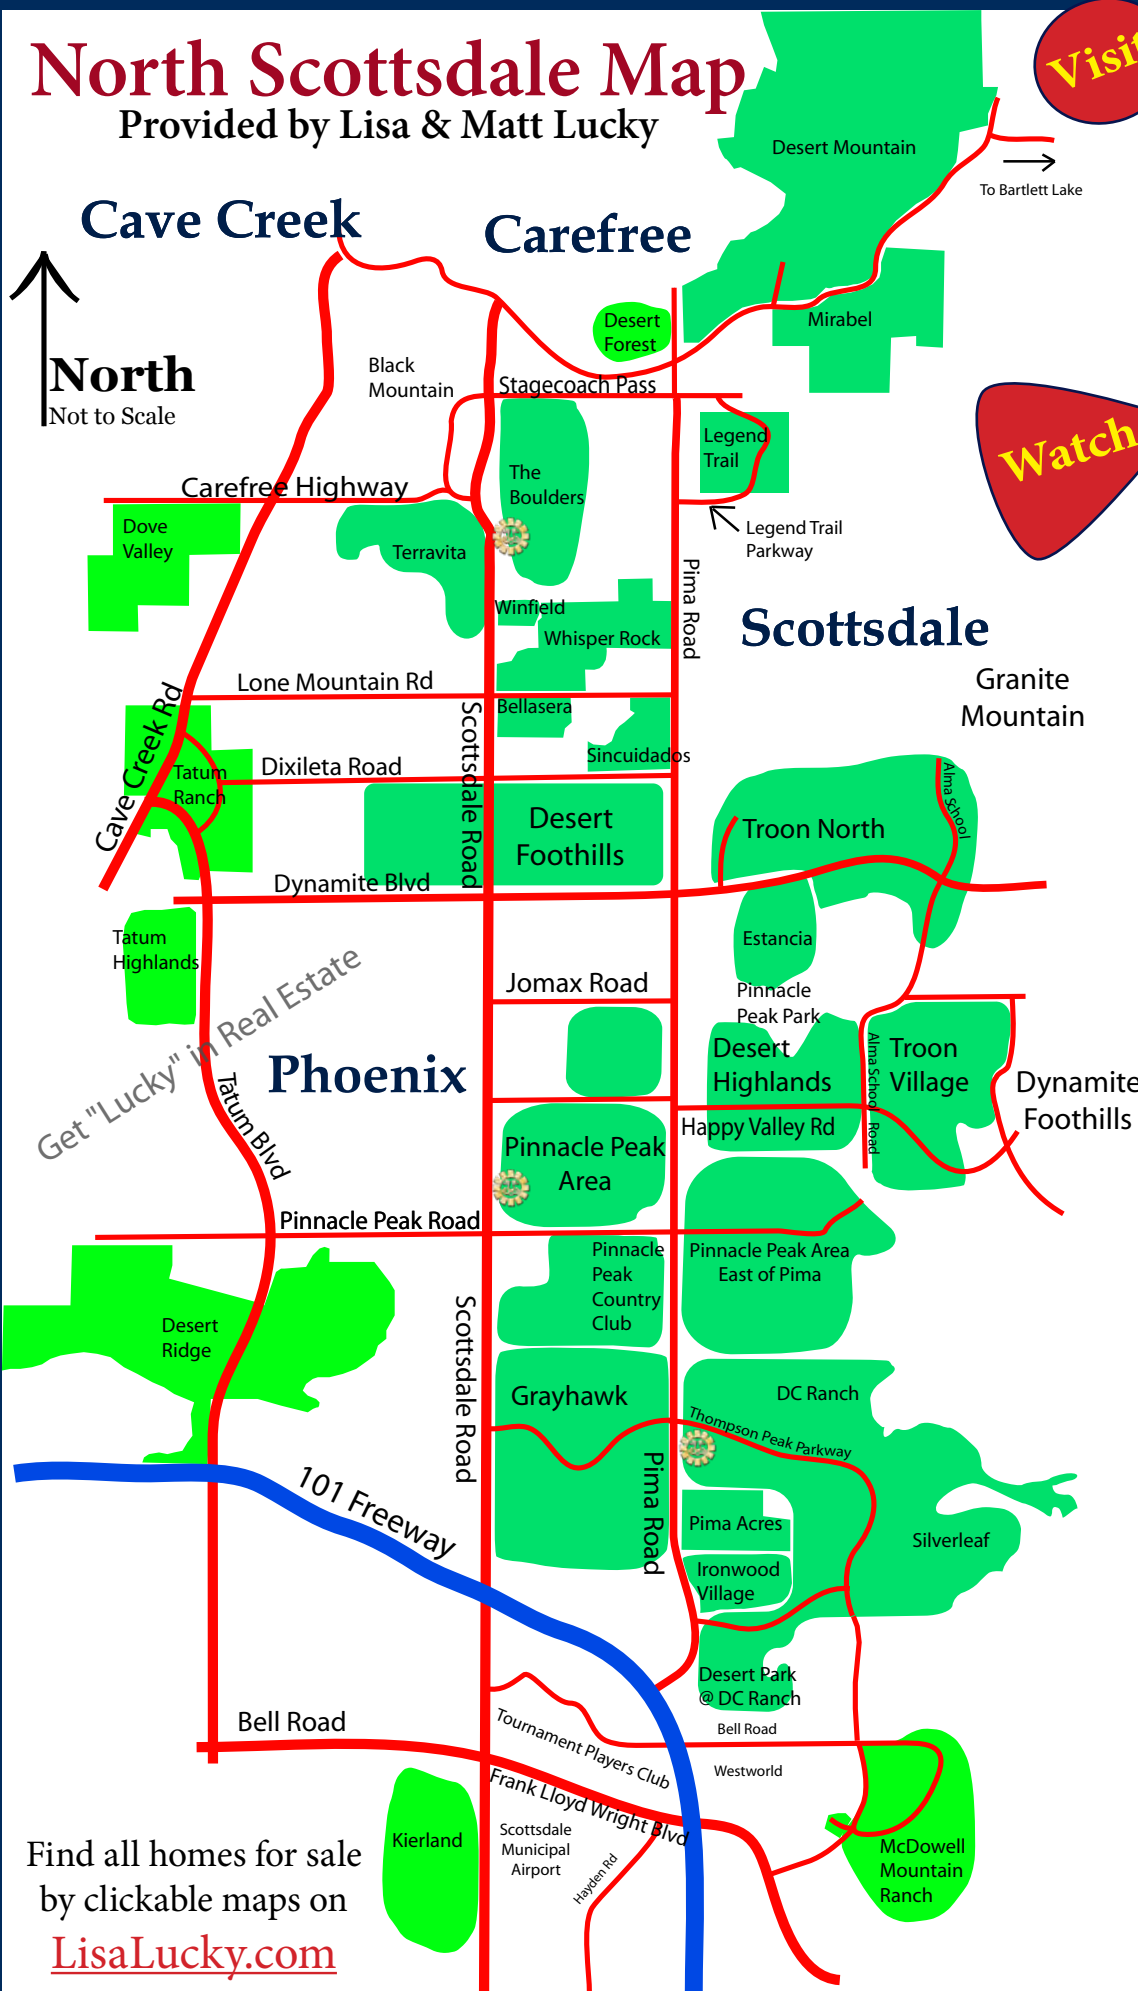 North Scottsdale Map
Provided by Lisa & Matt Lucky
Visit
Desert Mountain
To Bartlett Lake
Cave Creek
Carefree
North
Not to Scale
Desert
Forest
Mirabel
Black
Mountain
Stagecoach Pass
Legend
Trail
Watch
The
Boulders
Carefree Highway
Dove
Valley
Terravita
Legend Trail
Parkway
Pima Road
Winfield
Whisper Rock
Scottsdale
Granite
Mountain
Lone Mountain Rd
Cave Creek Rd
Scottsdale Road
Bellasera
Sincuidados
Tatum
Ranch
Dixileta Road
Alma School
Desert
Foothills
Troon North
Dynamite Blvd
Tatum
Highlands
Estancia
Get "Lucky" in Real Estate
Jomax Road
Pinnacle
Peak Park
Phoenix
Desert
Highlands
Alma School Road
Troon
Village
Dynamite
Foothills
Tatum Blvd
Happy Valley Rd
Pinnacle Peak
Area
Pinnacle Peak Road
Pinnacle
Peak
Country
Club
Pinnacle Peak Area
East of Pima
Desert
Ridge
Scottsdale Road
Grayhawk
DC Ranch
Thompson Peak Parkway
Pima Road
101 Freeway
Pima Acres
Silverleaf
Ironwood
Village
Desert Park
@ DC Ranch
Bell Road
Tournament Players Club
Bell Road
Westworld
Frank Lloyd Wright Blvd
Kierland
Scottsdale
Municipal
Airport
Hayden Rd
McDowell
Mountain
Ranch
Find all homes for sale
by clickable maps on
LisaLucky.com